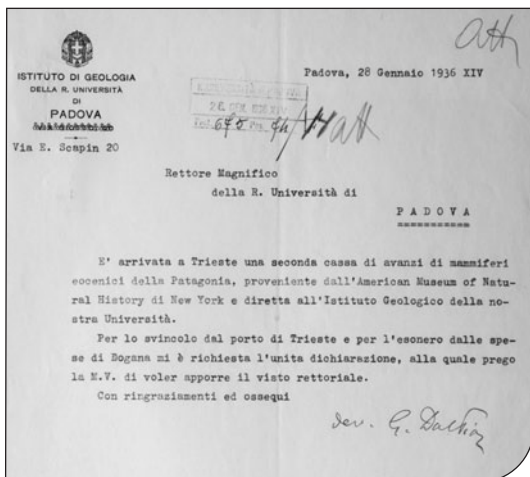 Att
ISTITUTO DI GEOLOGIA
DELLA R. UNIVERSITÀ
DI
PADOVA
Via E. Scapin 20
Padova, 28 Gennaio 1936 XIV
675
Rettore Magnifico
della R. Università di
PADOVA
E' arrivata a Trieste una seconda cassa di avanzi di mammiferi
eocenici della Patagonia, proveniente dall'American Museum of Natu-
ral History di New York e diretta all'Istituto Geologico della no-
stra Università.
Per lo svincolo dal porto di Trieste e per l'esonero dalle spe-
se di Dogana mi è richiesta l'unita dichiarazione, alla quale prego
la M.V. di voler apporre il visto rettoriale.
Con ringraziamenti ed ossequi
dev. G. Dal Piaz